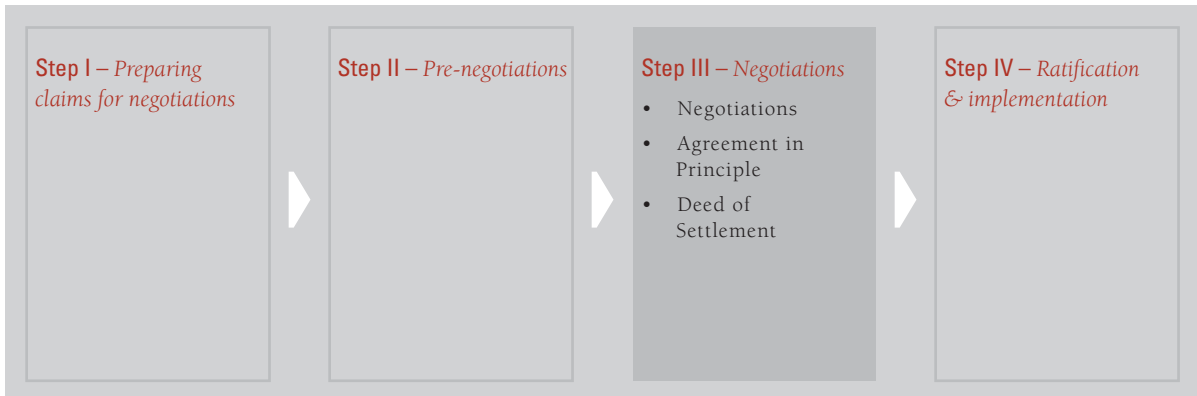 Step I – Preparing
claims for negotiations
Step II – Pre-negotiations
Step III – Negotiations
• Negotiations
• Agreement in
Principle
• Deed of
Settlement
Step IV – Ratification
& implementation